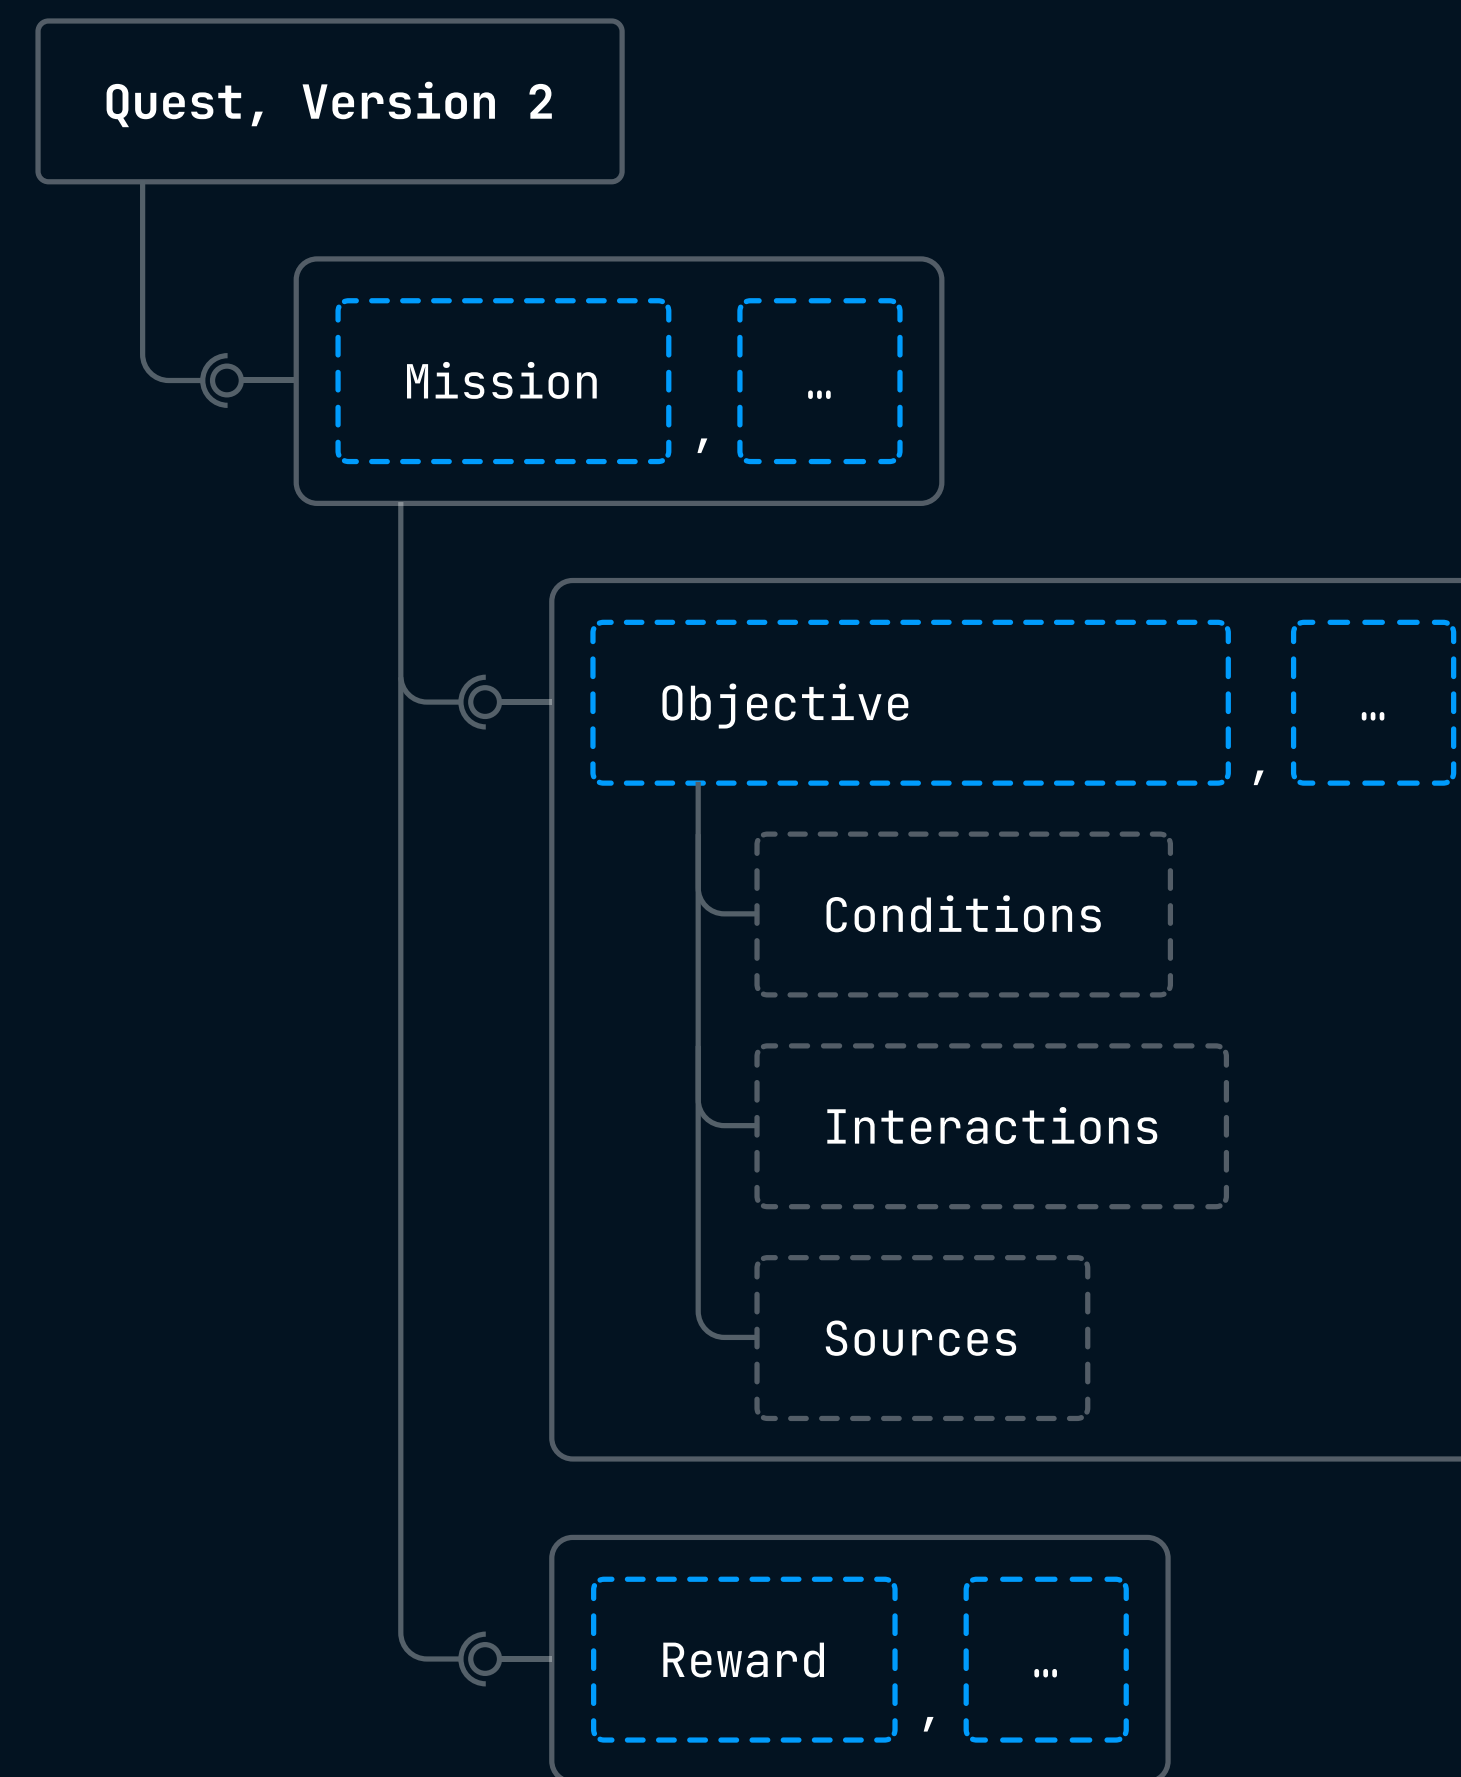 Quest, Version 2
Mission , …
Objective , …
Conditions
Interactions
Sources
Reward , …